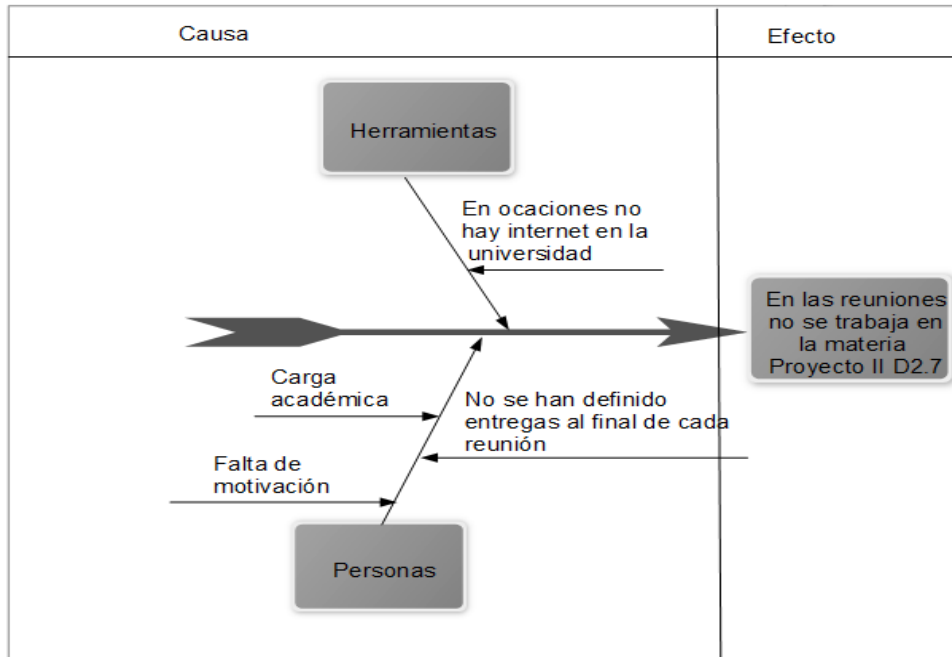 Causa
Efecto
Herramientas
En ocaciones no
hay internet en la
universidad
En las reuniones
no se trabaja en
la materia
Proyecto II D2.7
Carga
académica
No se han definido
entregas al final de cada
reunión
Falta de
motivación
Personas